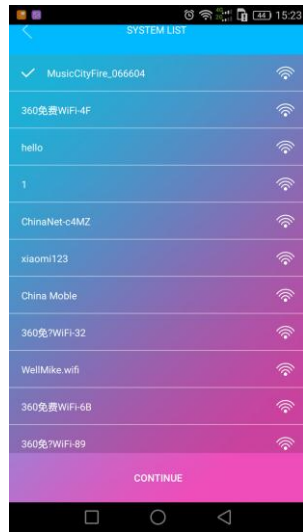 44 15:23
SYSTEM LIST
MusicCityFire_066604
360免费WiFi-4F
hello
1
ChinaNet-c4MZ
xiaomi123
China Moble
360免?WiFi-32
WellMike.wifi
360免费WiFi-6B
360免?WiFi-89
CONTINUE